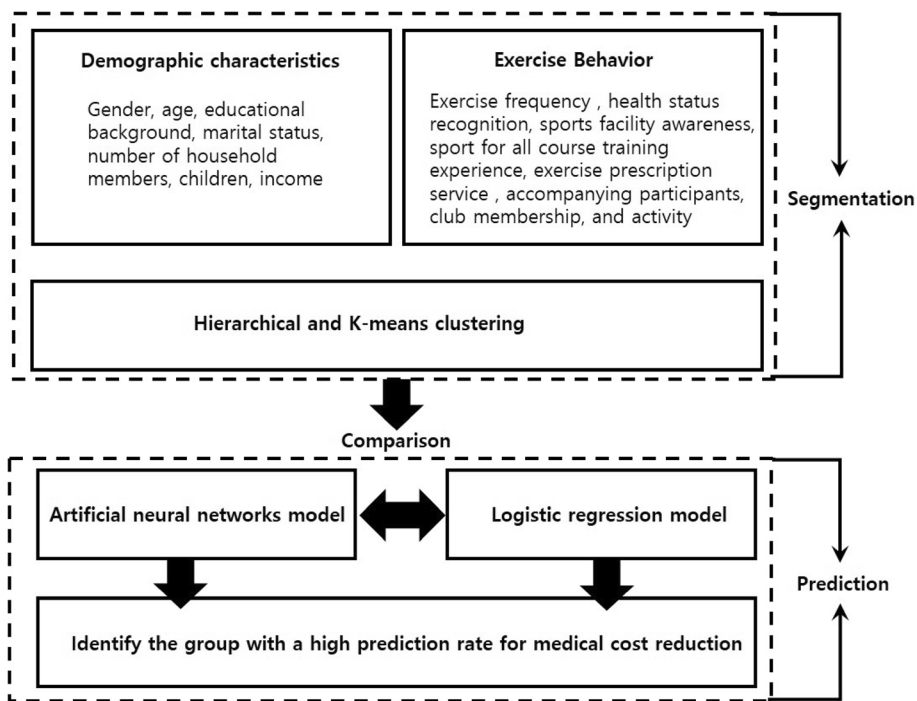 Demographic characteristics
Gender, age, educational
background, marital status,
number of household
members, children, income
Exercise Behavior
Exercise frequency , health status
recognition, sports facility awareness,
sport for all course training
experience, exercise prescription
service , accompanying participants,
club membership, and activity
Segmentation
Hierarchical and K-means clustering
Comparison
Artificial neural networks model
Logistic regression model
Prediction
Identify the group with a high prediction rate for medical cost reduction